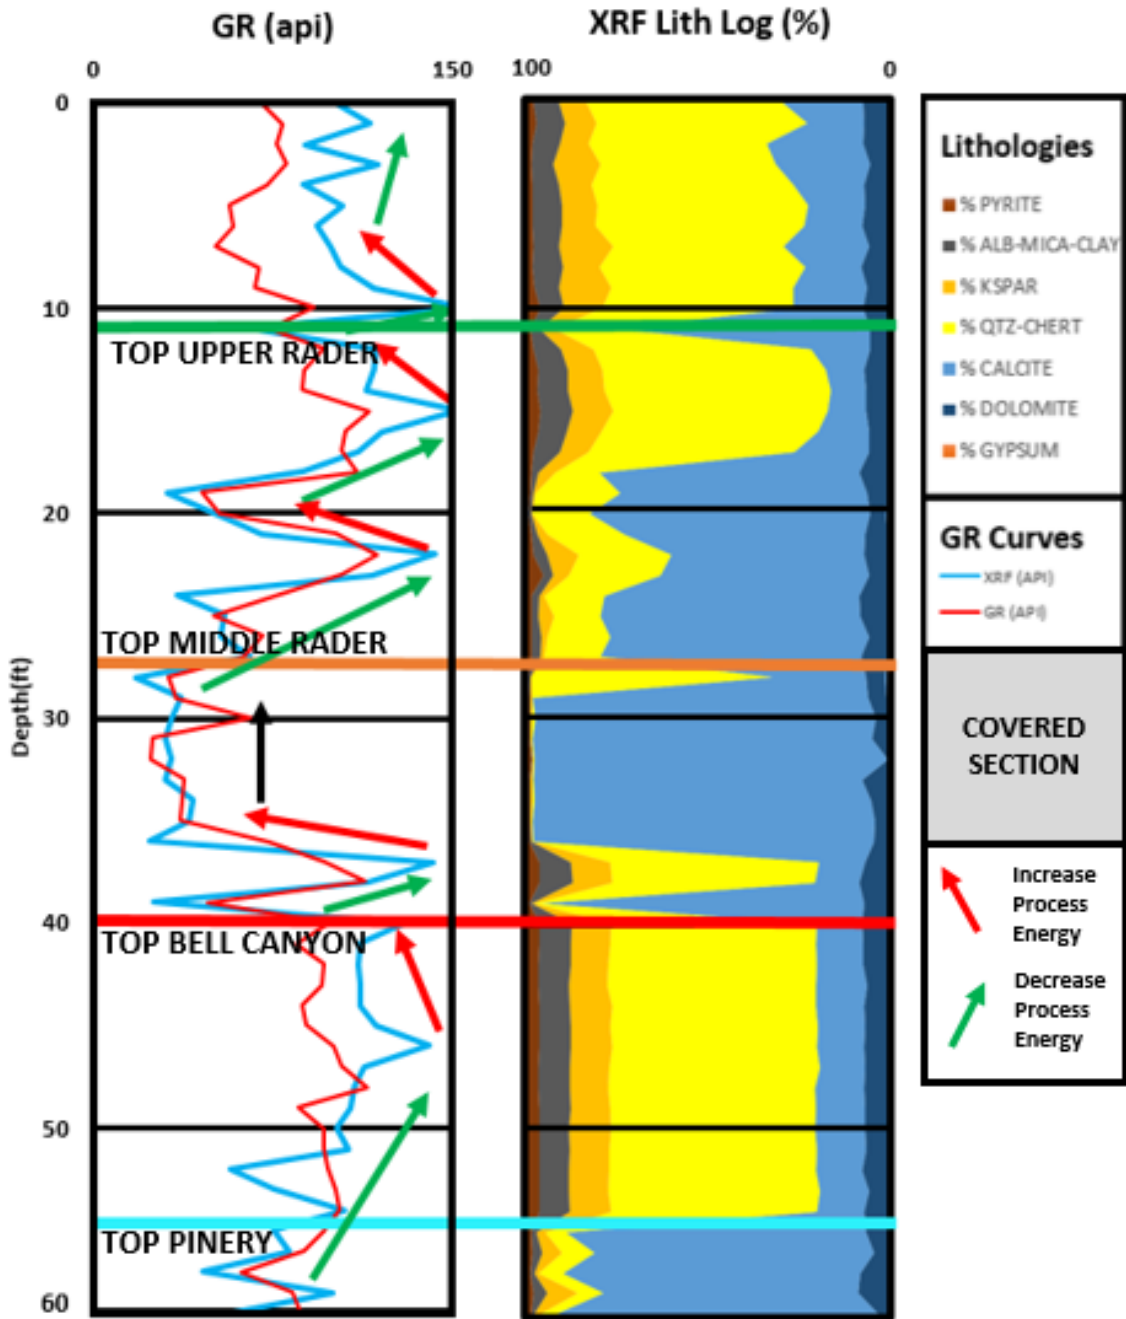 GR (api)
XRF Lith Log (%)
0
150
100
0
0
10
20
30
40
50
60
Depth(ft)
TOP UPPER RADER
TOP MIDDLE RADER
TOP BELL CANYON
TOP PINERY
Lithologies
% PYRITE
% ALB-MICA-CLAY
% KSPAR
% QTZ-CHERT
% CALCITE
% DOLOMITE
% GYPSUM
GR Curves
XRF (API)
GR (API)
COVERED
SECTION
Increase
Process
Energy
Decrease
Process
Energy